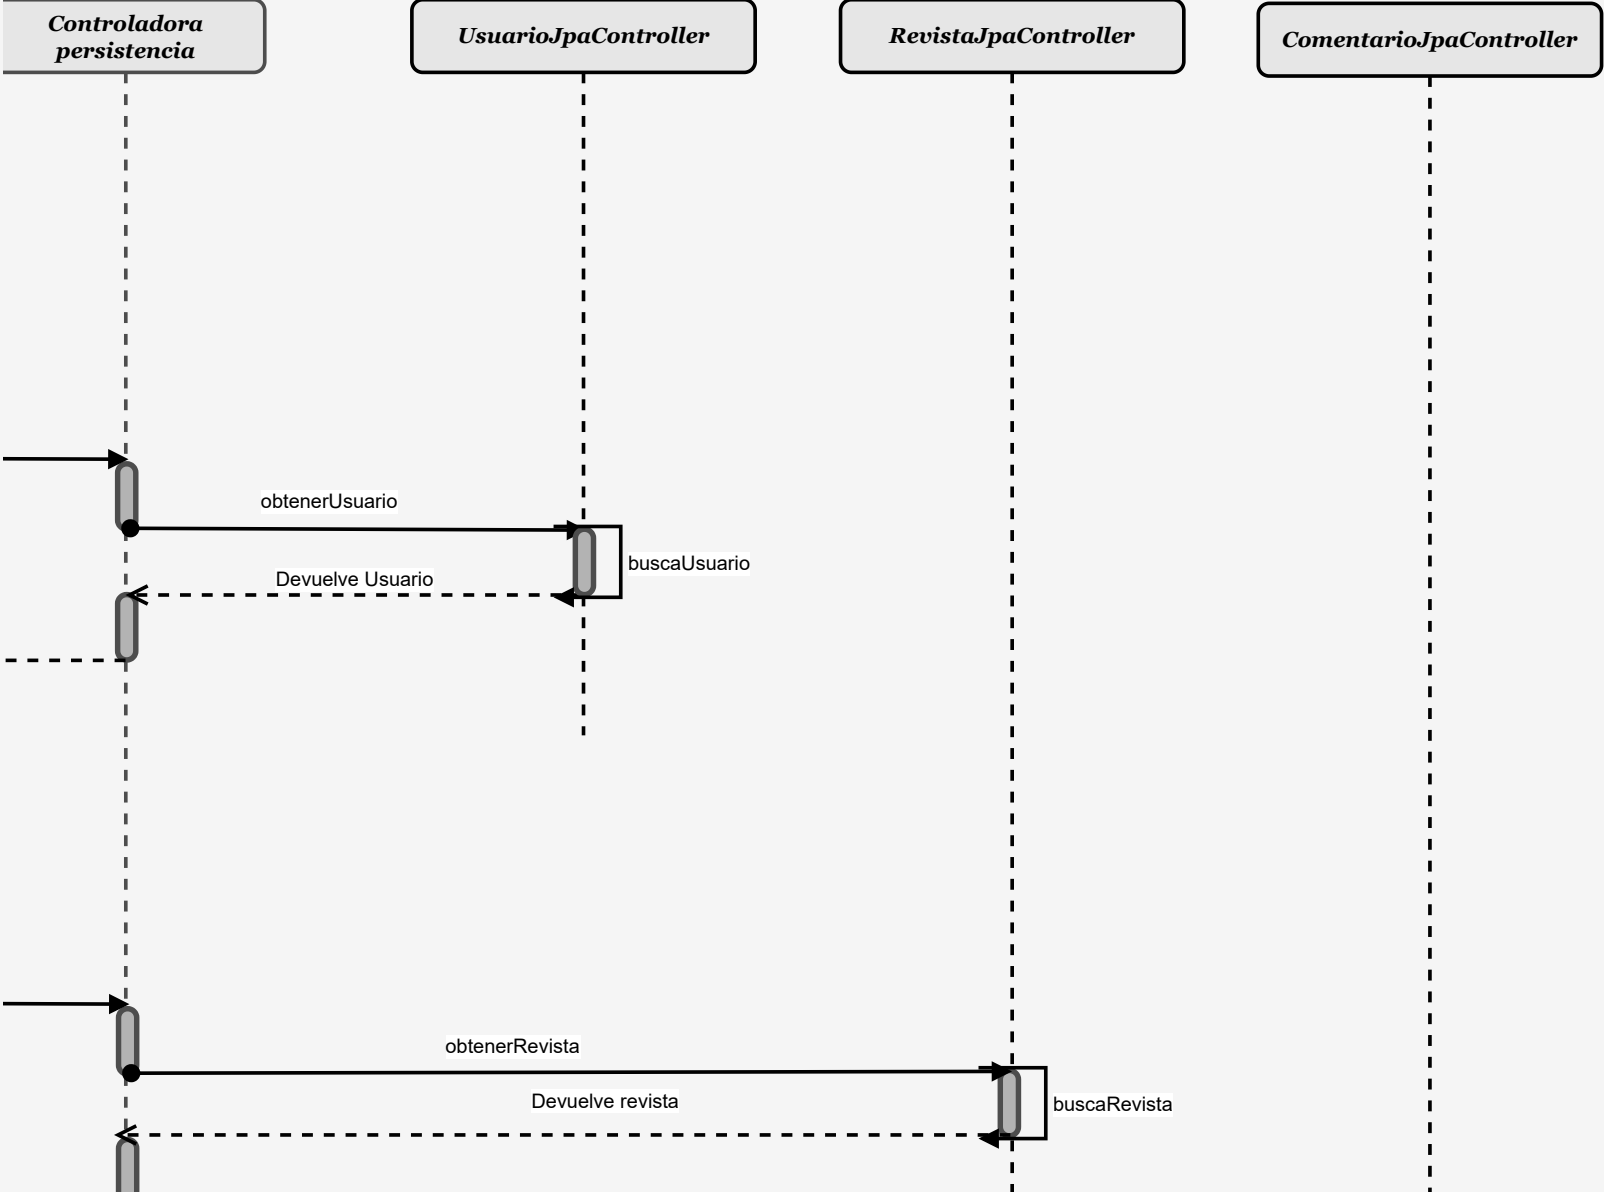 Controladora
persistencia
UsuarioJpaController
RevistaJpaController
ComentarioJpaController
obtenerUsuario
buscaUsuario
Devuelve Usuario
obtenerRevista
Devuelve revista
buscaRevista